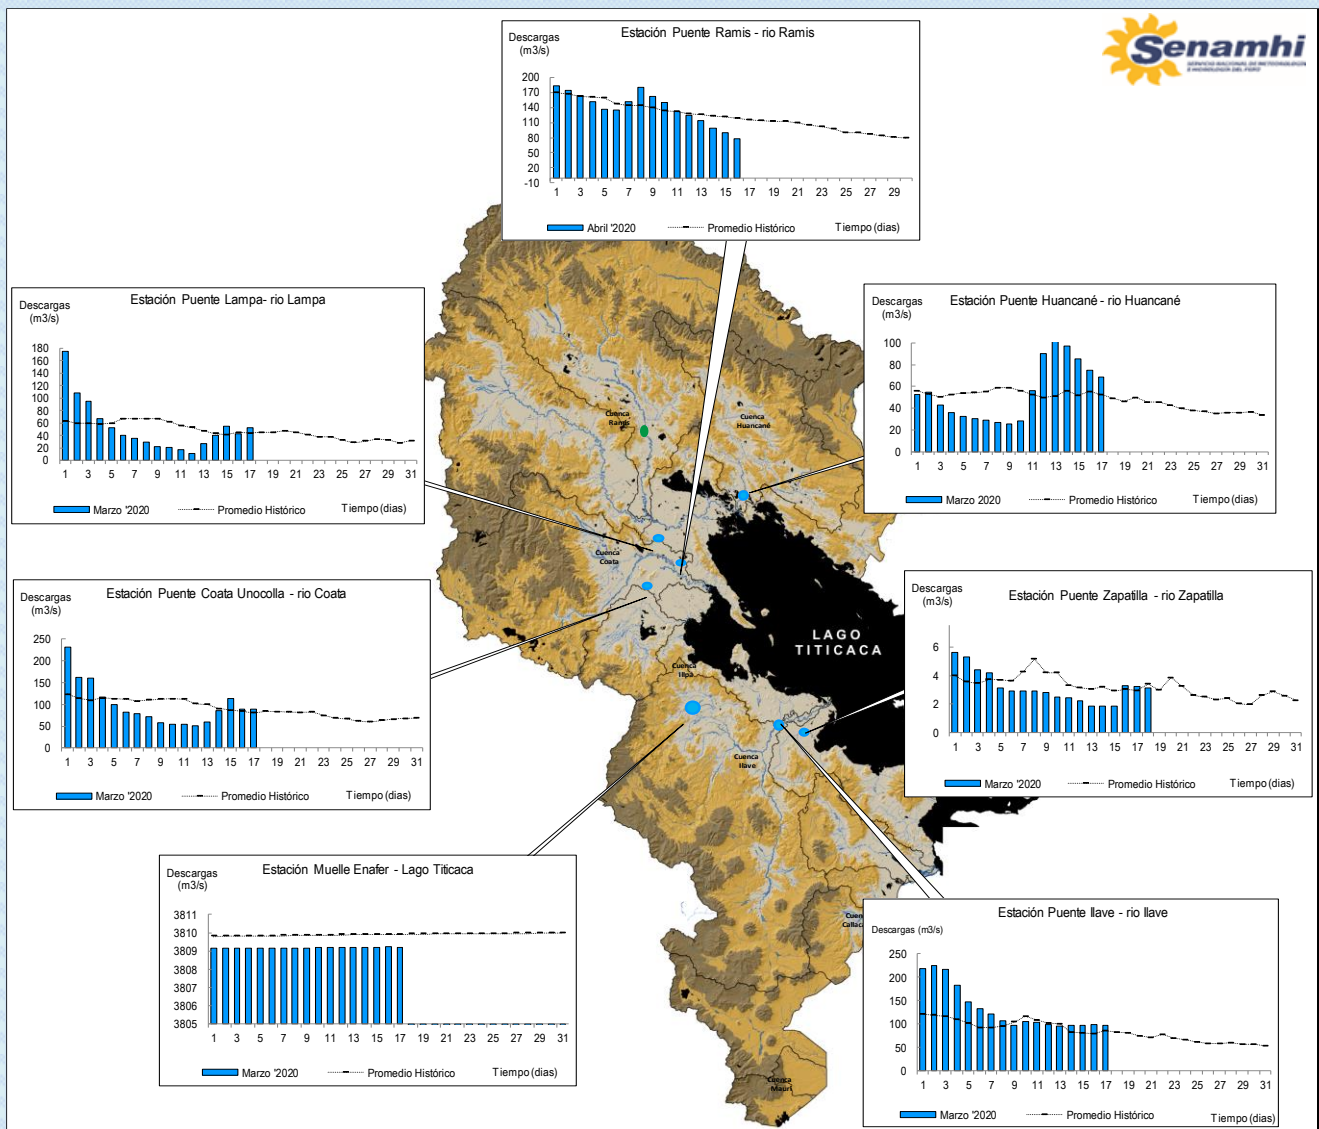 Senamhi
SERVICIO NACIONAL DE METEOROLOGÍA
E HIDROLOGÍA DEL PERÚ
Estación Puente Ramis - rio Ramis
Descargas
(m3/s)
200
170
140
110
80
50
20
-10
1 3 5 7 9 11 13 15 17 19 21 23 25 27 29
Abril '2020 Promedio Histórico Tiempo (dias)
Estación Puente Lampa- rio Lampa
Descargas
(m3/s)
180
160
140
120
100
80
60
40
20
0
1 3 5 7 9 11 13 15 17 19 21 23 25 27 29 31
Marzo '2020 Promedio Histórico Tiempo (dias)
Estación Puente Huancané - rio Huancané
Descargas
(m3/s)
100
80
60
40
20
0
1 3 5 7 9 11 13 15 17 19 21 23 25 27 29 31
Marzo 2020 Promedio Histórico Tiempo (dias)
Cuenca
Ramis
Cuenca
Huancané
Cuenca
Coata
Estación Puente Coata Unocolla - rio Coata
Descargas
(m3/s)
250
200
150
100
50
0
1 3 5 7 9 11 13 15 17 19 21 23 25 27 29 31
Marzo '2020 Promedio Histórico Tiempo (dias)
LAGO
TITICACA
Cuenca
Illpa
Cuenca
Ilave
Estación Puente Zapatilla - rio Zapatilla
Descargas
(m3/s)
6
4
2
0
1 3 5 7 9 11 13 15 17 19 21 23 25 27 29 31
Marzo '2020 Promedio Histórico Tiempo (dias)
Estación Muelle Enafer - Lago Titicaca
Descargas
(m3/s)
3811
3810
3809
3808
3807
3806
3805
1 3 5 7 9 11 13 15 17 19 21 23 25 27 29 31
Marzo '2020 Promedio Histórico Tiempo (dias)
Estación Puente Ilave - rio Ilave
Descargas (m3/s)
250
200
150
100
50
0
1 3 5 7 9 11 13 15 17 19 21 23 25 27 29 31
Marzo '2020 Promedio Histórico Tiempo (dias)
Cuenca
Mauri